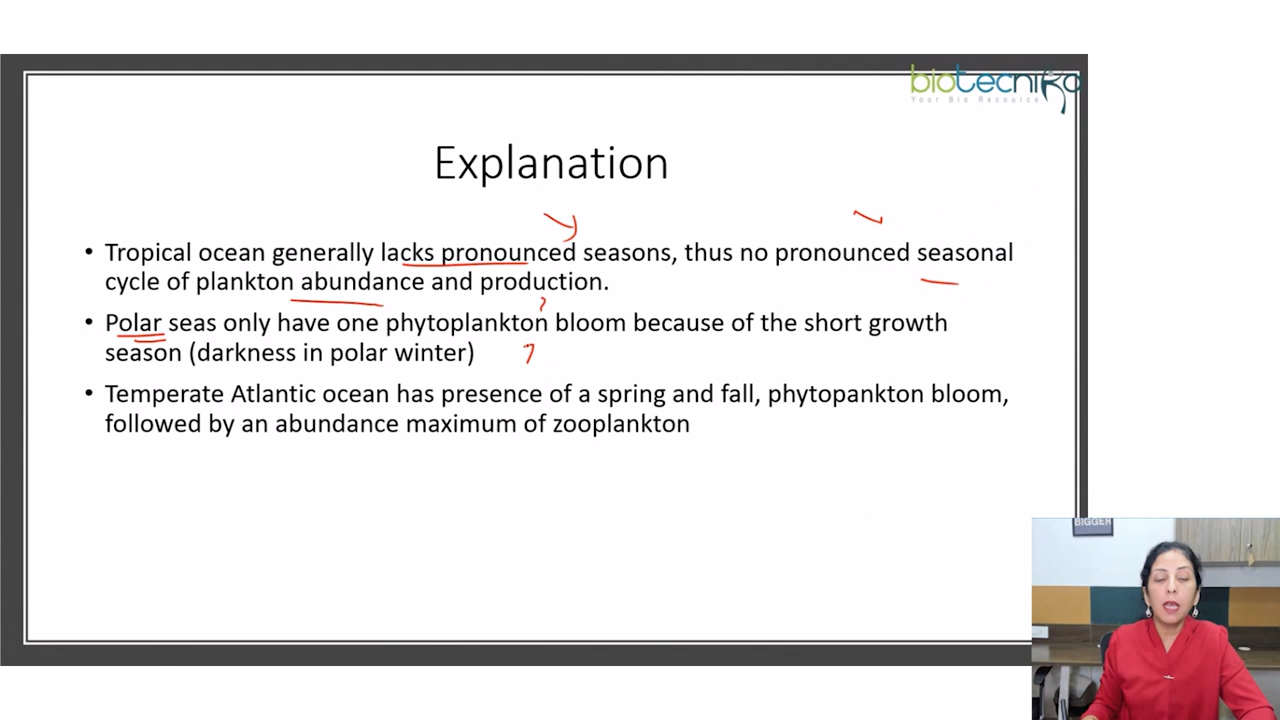 biotecnika
Your Bio Resource
Explanation
• Tropical ocean generally lacks pronounced seasons, thus no pronounced seasonal
cycle of plankton abundance and production.
• Polar seas only have one phytoplankton bloom because of the short growth
season (darkness in polar winter)
• Temperate Atlantic ocean has presence of a spring and fall, phytopankton bloom,
followed by an abundance maximum of zooplankton
BIGGER